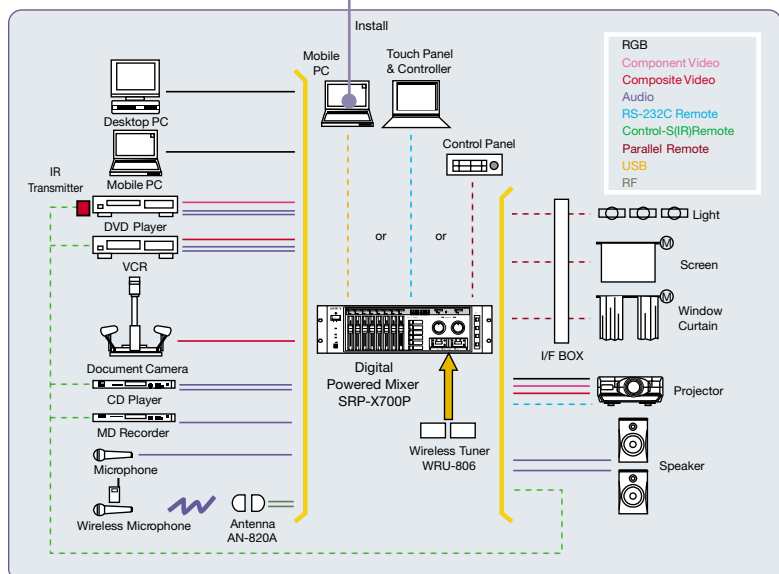 Install
Mobile
PC
Touch Panel
& Controller
RGB
Component Video
Composite Video
Audio
RS-232C Remote
Control-S(IR)Remote
Parallel Remote
USB
RF
Desktop PC
Control Panel
Mobile PC
IR
Transmitter
DVD Player
VCR
or
or
Light
M
Screen
M
Window
Curtain
I/F BOX
Document Camera
Digital
Powered Mixer
SRP-X700P
CD Player
MD Recorder
Projector
Wireless Tuner
WRU-806
Microphone
Speaker
Wireless Microphone
Antenna
AN-820A